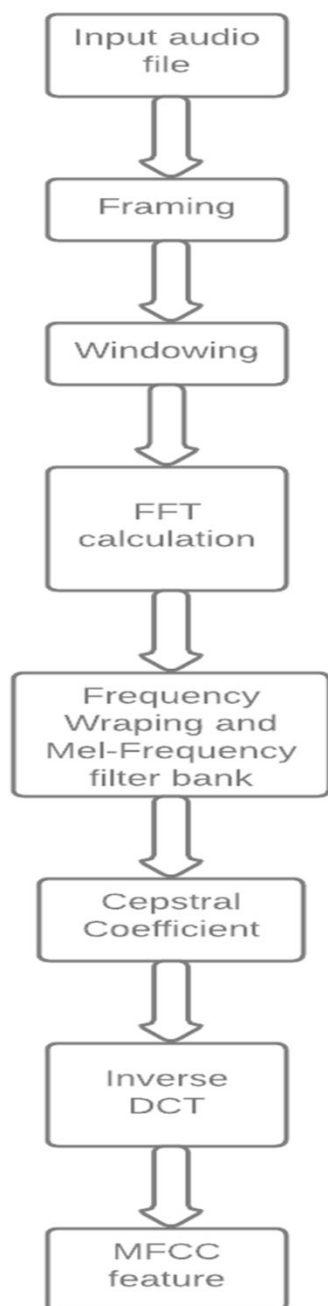 Input audio
file
Framing
Windowing
FFT
calculation
Frequency
Wraping and
Mel-Frequency
filter bank
Cepstral
Coefficient
Inverse
DCT
MFCC
feature